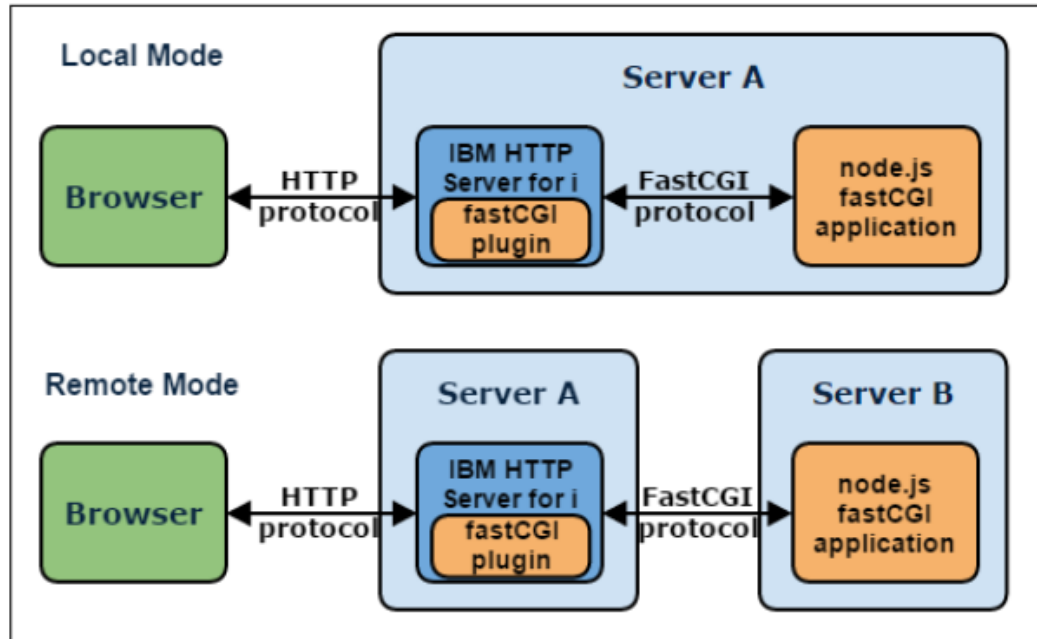 Local Mode
Server A
Browser
HTTP
protocol
IBM HTTP
Server for i
fastCGI
plugin
FastCGI
protocol
node.js
fastCGI
application
Remote Mode
Server A
Server B
Browser
HTTP
protocol
IBM HTTP
Server for i
fastCGI
plugin
FastCGI
protocol
node.js
fastCGI
application